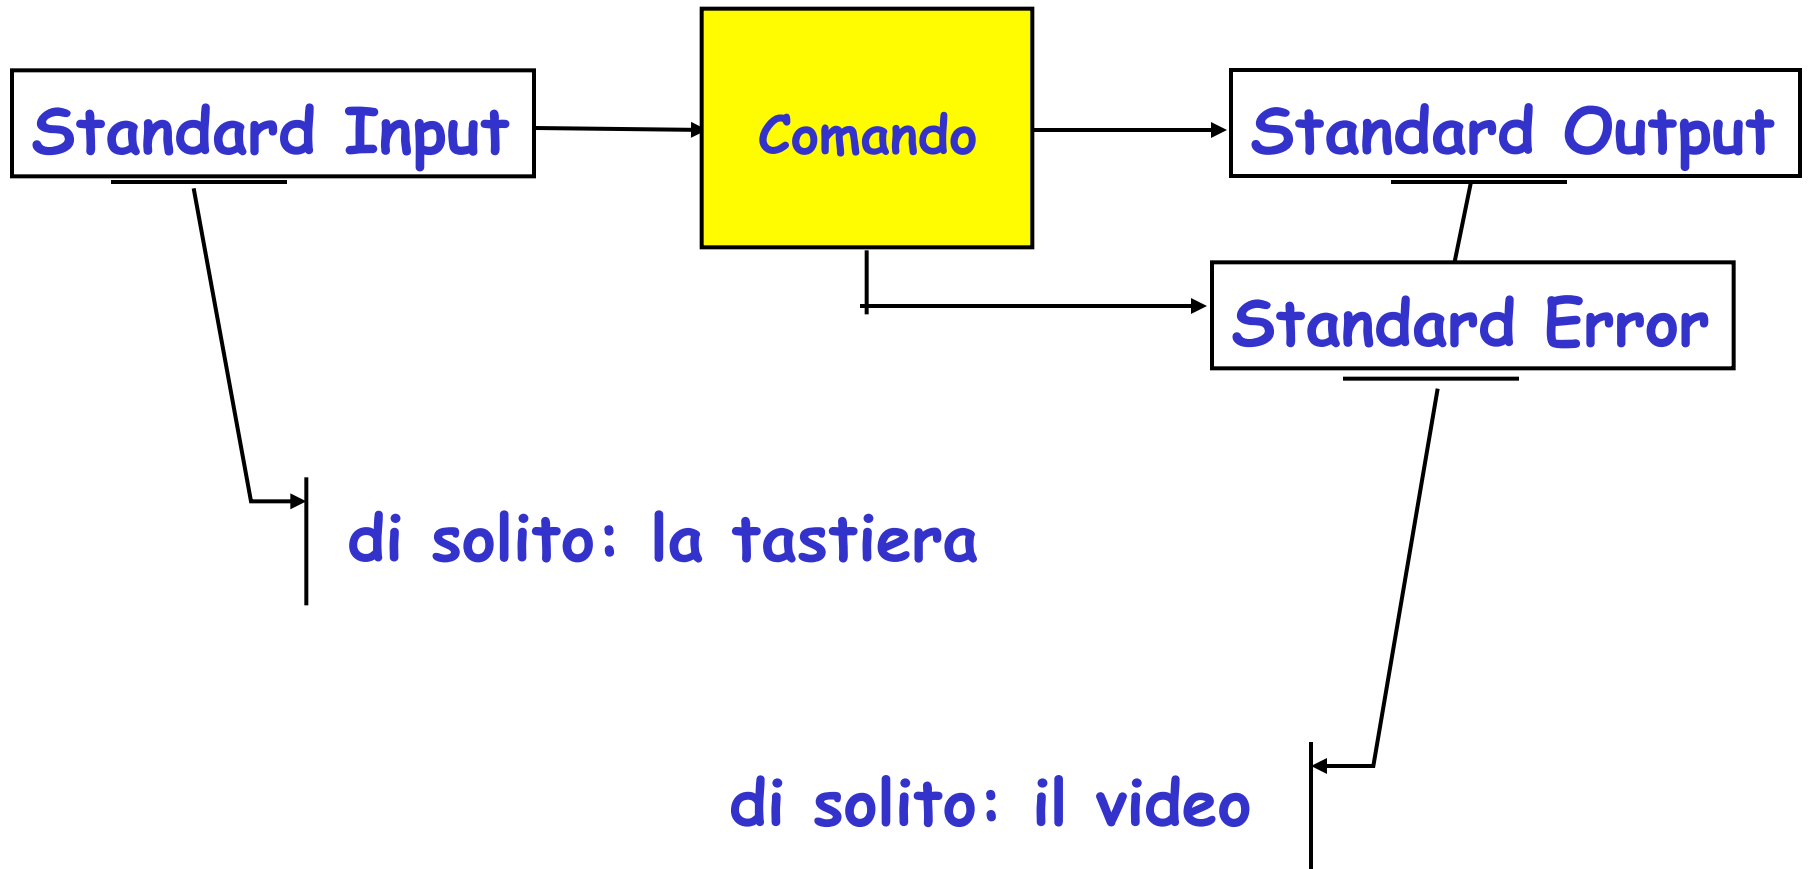 Standard Input
Comando
Standard Output
Standard Error
di solito: la tastiera
di solito: il video